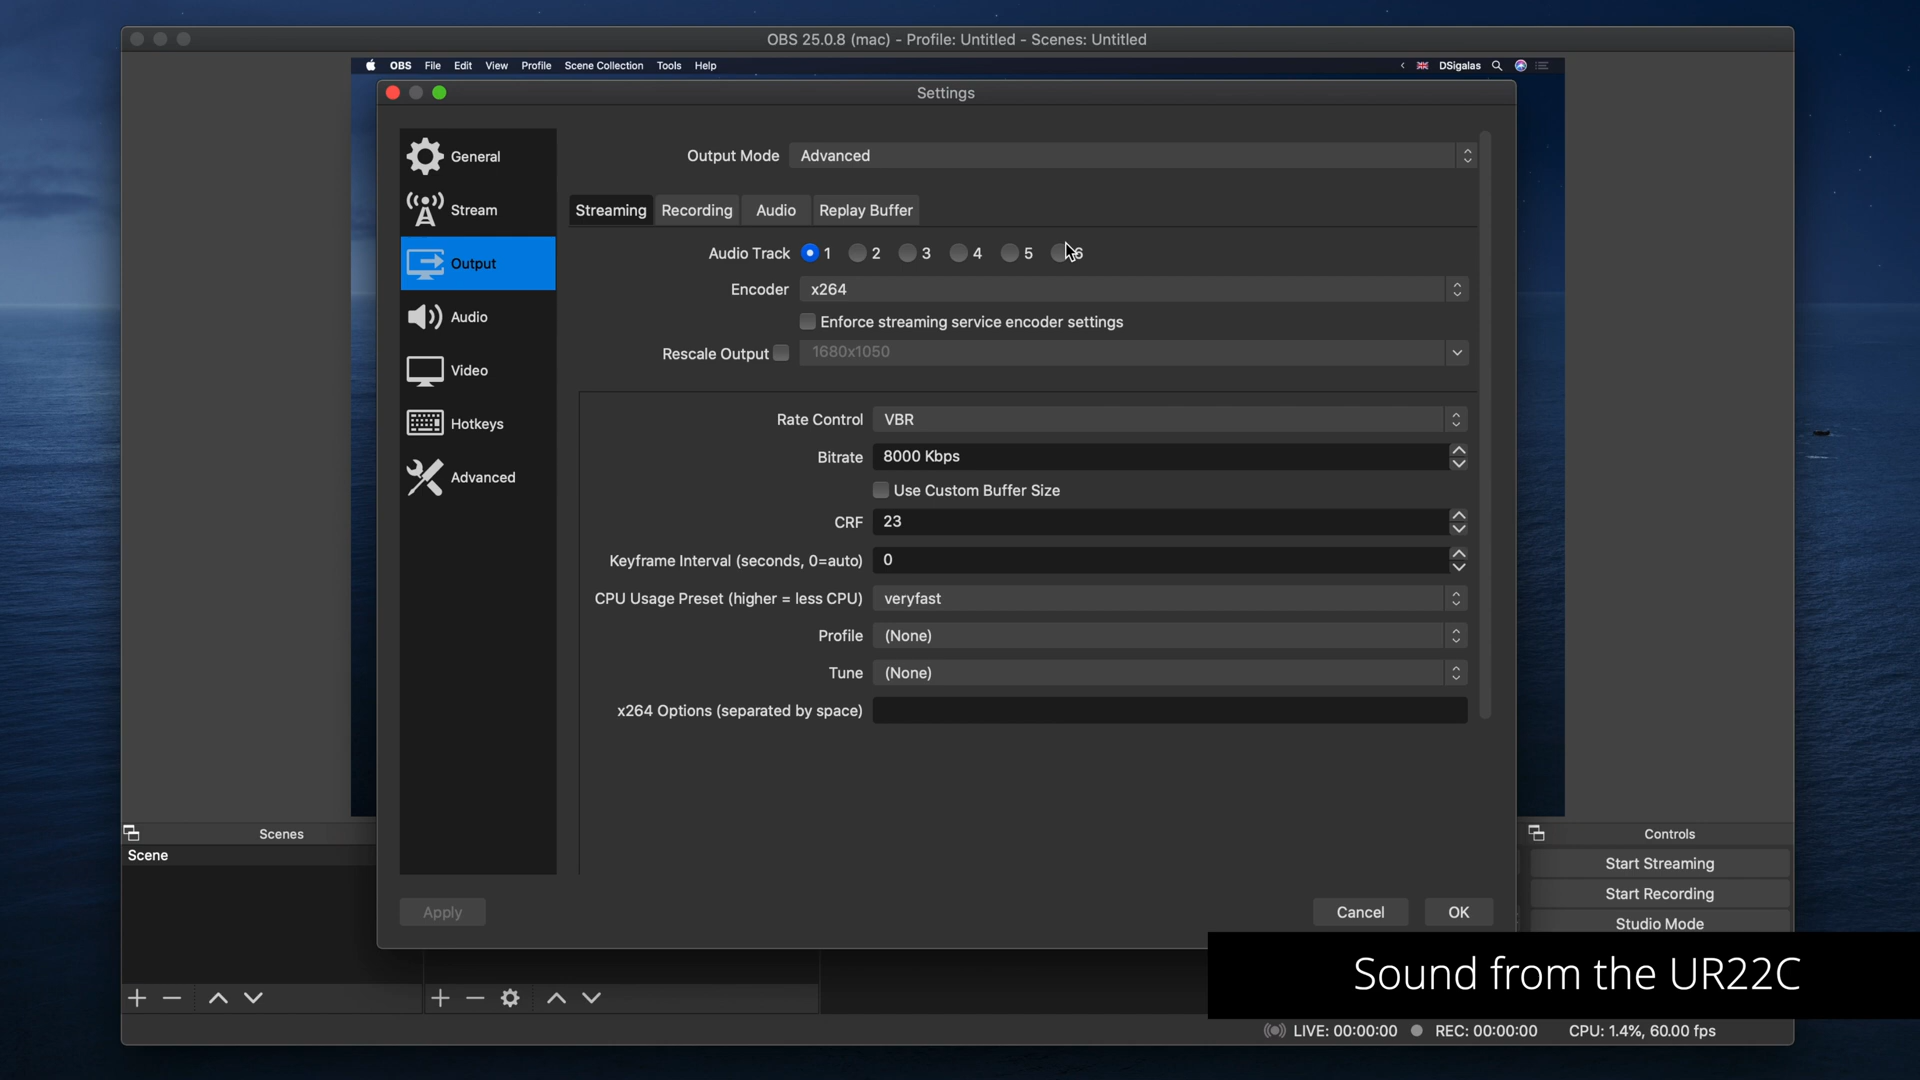 OBS 25.0.8 (mac) - Profile: Untitled - Scenes: Untitled
OBS File Edit View Profile Scene Collection Tools Help DSigalas
Settings
General
Stream
Output
Audio
Video
Hotkeys
Advanced
Output Mode Advanced
Streaming Recording Audio Replay Buffer
Audio Track 1 2 3 4 5 6
Encoder x264
Enforce streaming service encoder settings
Rescale Output 1680x1050
Rate Control VBR
Bitrate 8000 Kbps
Use Custom Buffer Size
CRF 23
Keyframe Interval (seconds, 0=auto) 0
CPU Usage Preset (higher = less CPU) veryfast
Profile (None)
Tune (None)
x264 Options (separated by space)
Apply Cancel OK
Scenes
Scene
Controls
Start Streaming
Start Recording
Studio Mode
Sound from the UR22C
LIVE: 00:00:00 REC: 00:00:00 CPU: 1.4%, 60.00 fps